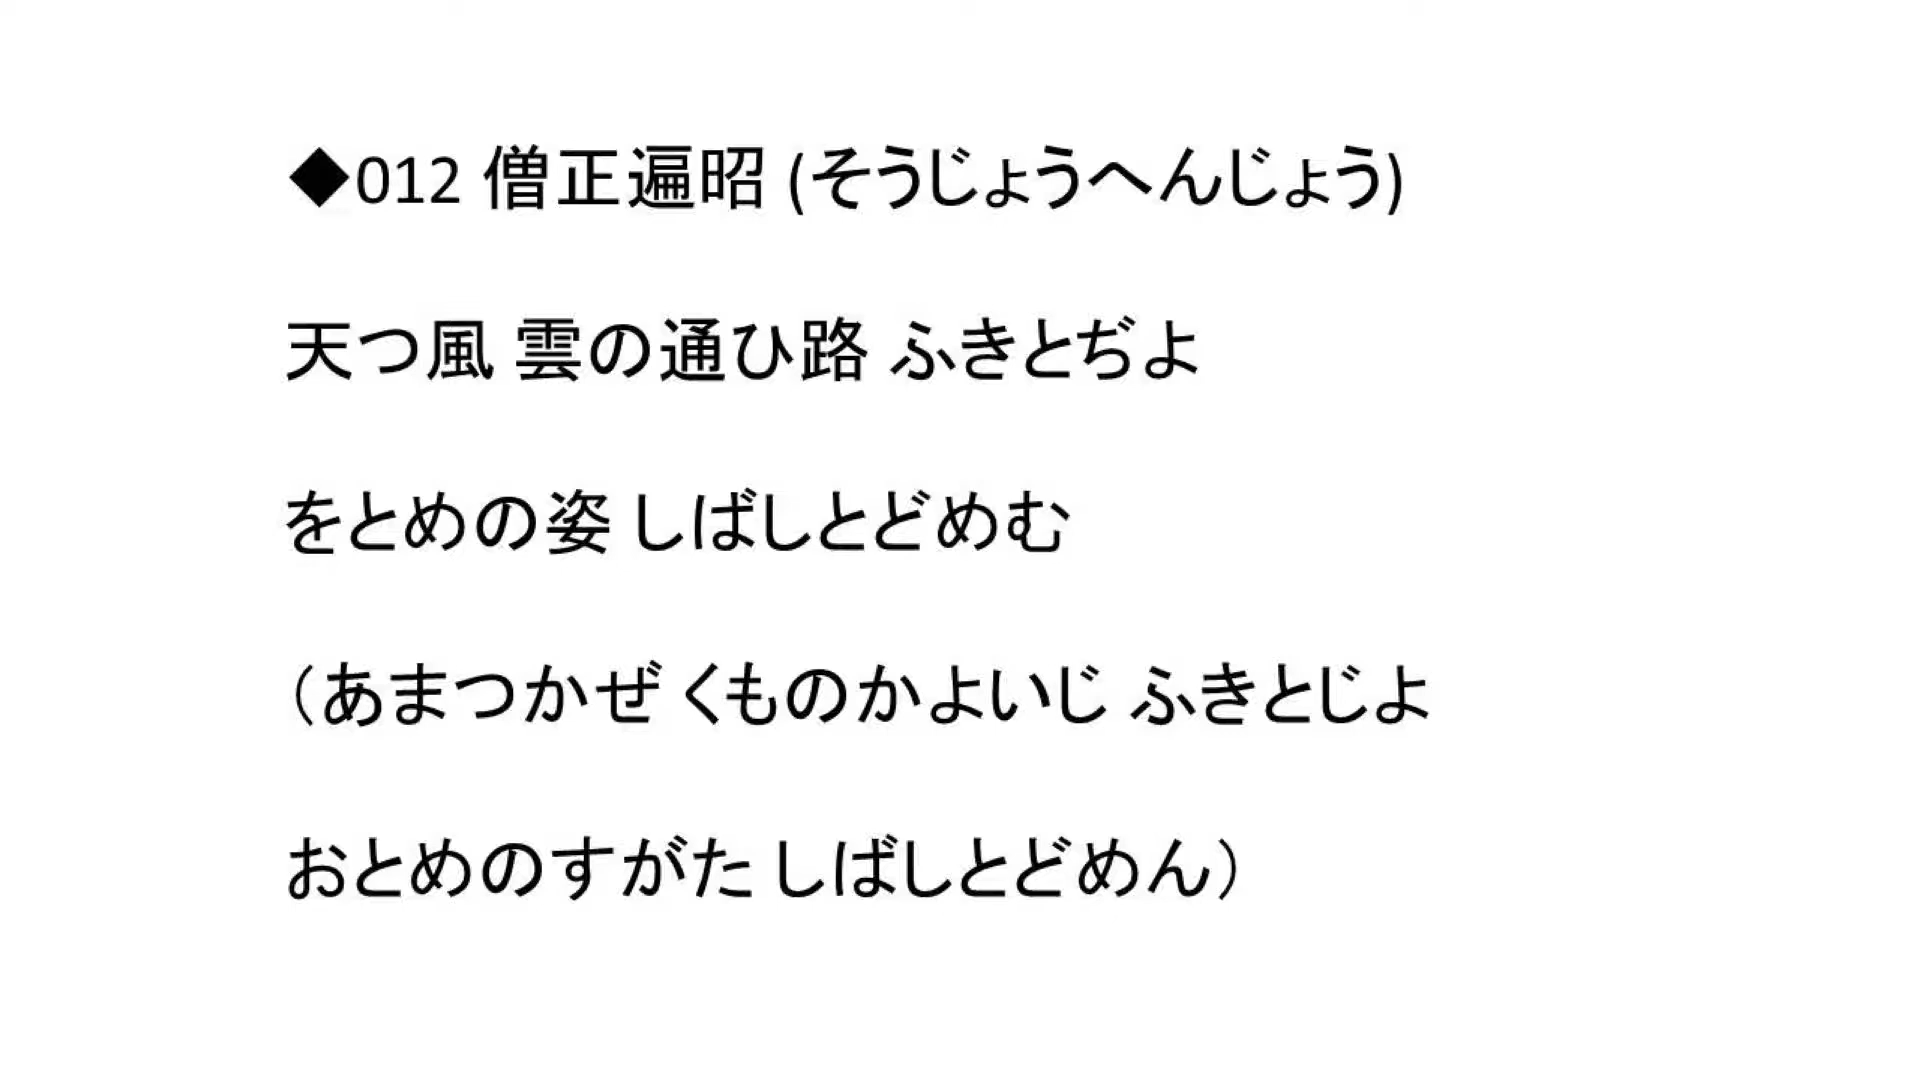 ◆012 僧正遍昭 (そうじょうへんじょう)
天つ風 雲の通ひ路 ふきとぢよ
をとめの姿 しばしとどめむ
（あまつかぜ くものかよいじ ふきとじよ
おとめのすがた しばしとどめん）